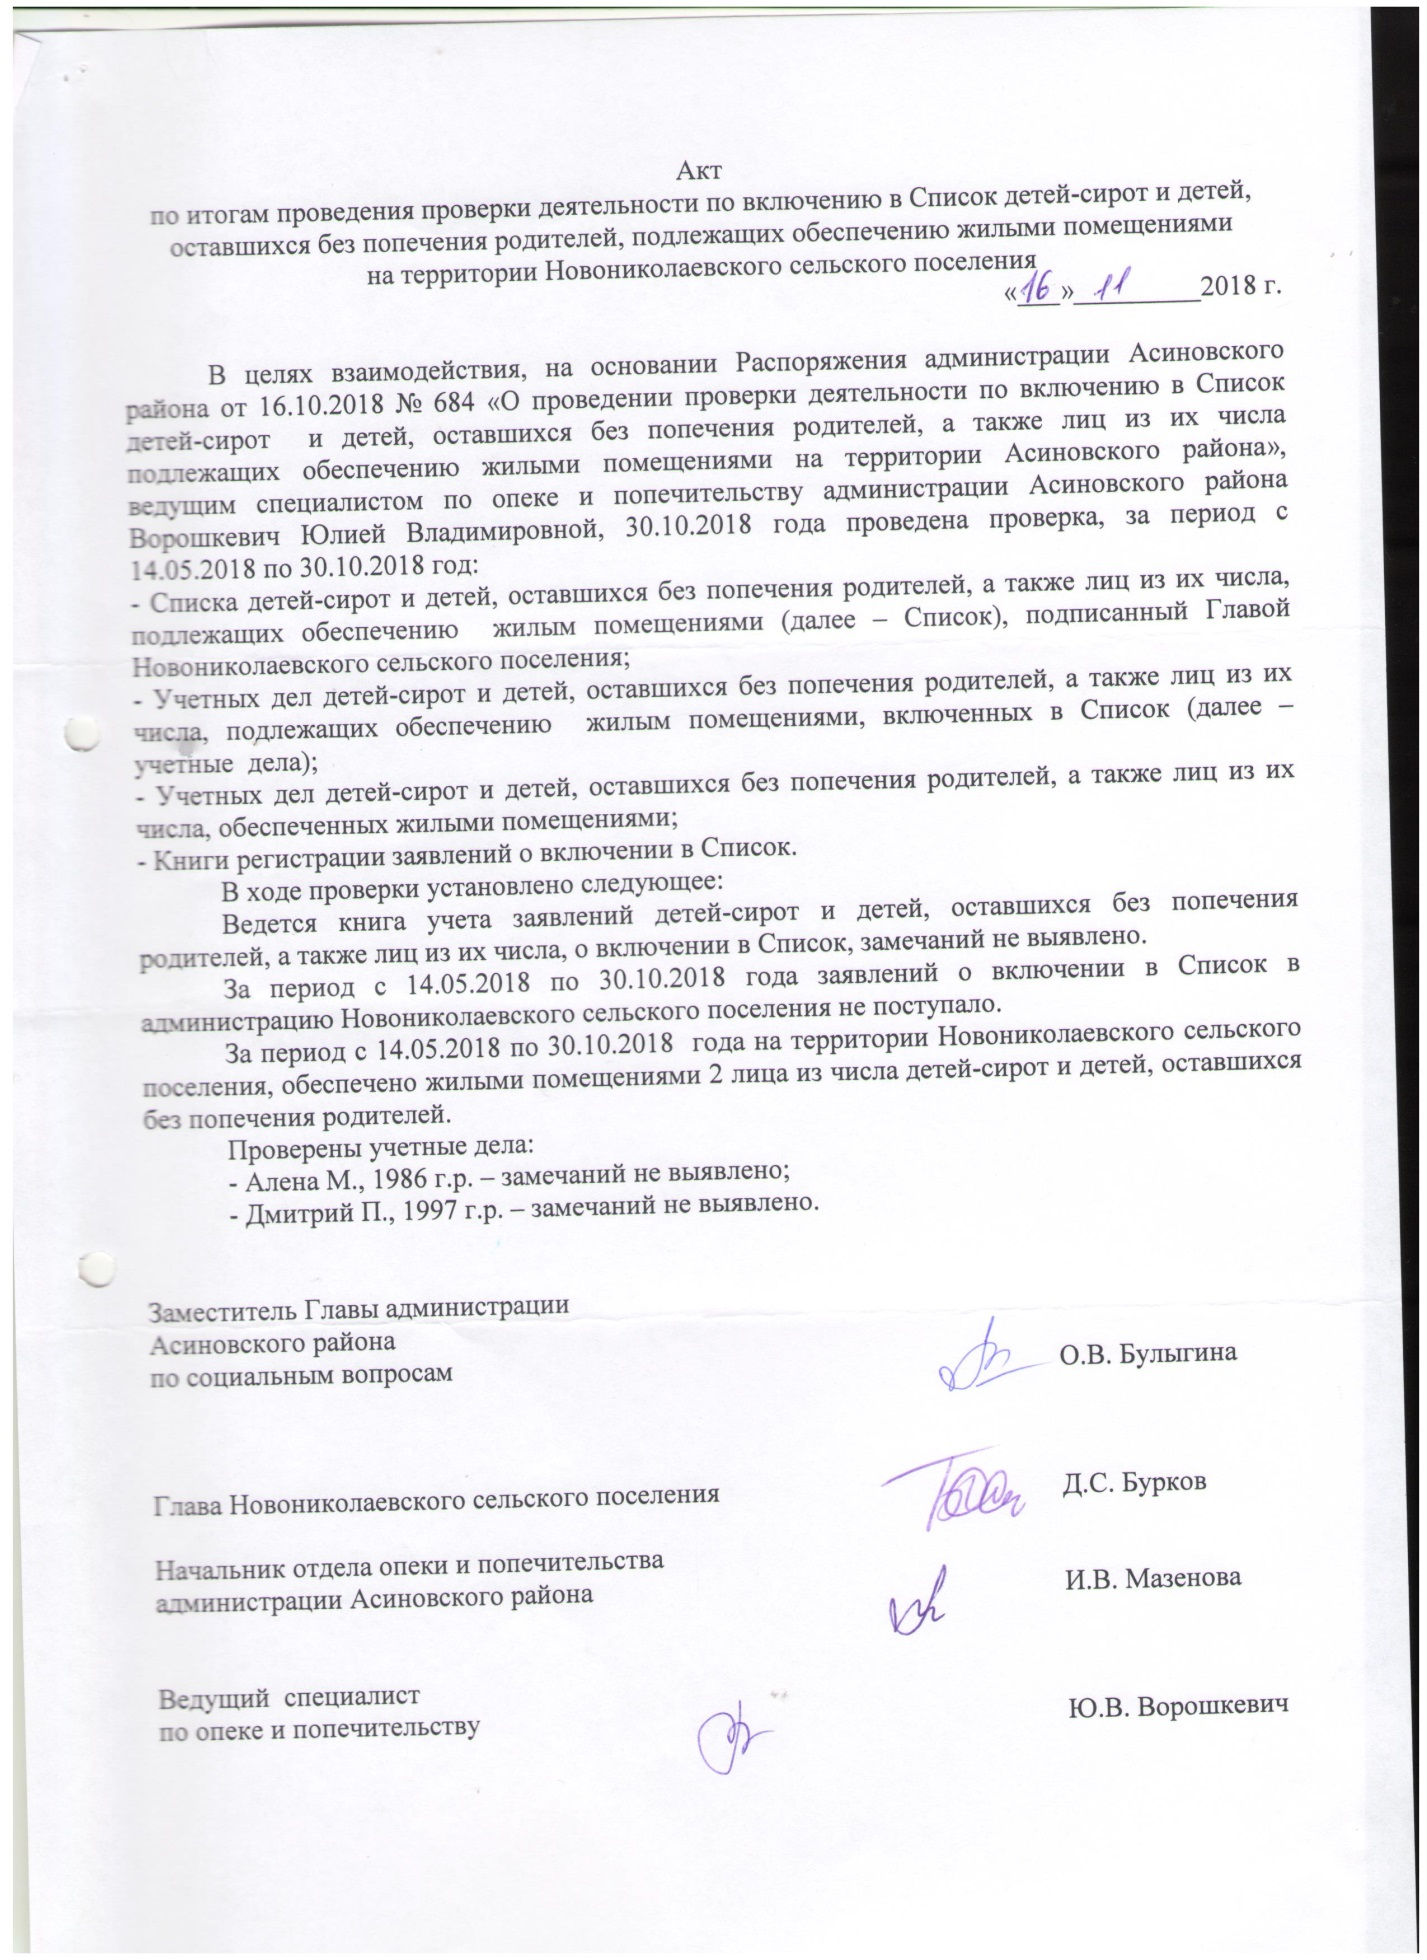 Акт
по итогам проведения проверки деятельности по включению в Список детей-сирот и детей,
оставшихся без попечения родителей, подлежащих обеспечению жилыми помещениями
на территории Новониколаевского сельского поселения
«16» 11 2018 г.
В целях взаимодействия, на основании Распоряжения администрации Асиновского
района от 16.10.2018 № 684 «О проведении проверки деятельности по включению в Список
детей-сирот и детей, оставшихся без попечения родителей, а также лиц из их числа
подлежащих обеспечению жилыми помещениями на территории Асиновского района»,
ведущим специалистом по опеке и попечительству администрации Асиновского района
Ворошкевич Юлией Владимировной, 30.10.2018 года проведена проверка, за период с
14.05.2018 по 30.10.2018 год:
- Списка детей-сирот и детей, оставшихся без попечения родителей, а также лиц из их числа,
подлежащих обеспечению жилым помещениями (далее – Список), подписанный Главой
Новониколаевского сельского поселения;
- Учетных дел детей-сирот и детей, оставшихся без попечения родителей, а также лиц из их
числа, подлежащих обеспечению жилым помещениями, включенных в Список (далее –
учетные дела);
- Учетных дел детей-сирот и детей, оставшихся без попечения родителей, а также лиц из их
числа, обеспеченных жилыми помещениями;
- Книги регистрации заявлений о включении в Список.
В ходе проверки установлено следующее:
Ведется книга учета заявлений детей-сирот и детей, оставшихся без попечения
родителей, а также лиц из их числа, о включении в Список, замечаний не выявлено.
За период с 14.05.2018 по 30.10.2018 года заявлений о включении в Список в
администрацию Новониколаевского сельского поселения не поступало.
За период с 14.05.2018 по 30.10.2018 года на территории Новониколаевского сельского
поселения, обеспечено жилыми помещениями 2 лица из числа детей-сирот и детей, оставшихся
без попечения родителей.
Проверены учетные дела:
- Алена М., 1986 г.р. – замечаний не выявлено;
- Дмитрий П., 1997 г.р. – замечаний не выявлено.
Заместитель Главы администрации
Асиновского района
по социальным вопросам О.В. Булыгина
Глава Новониколаевского сельского поселения Д.С. Бурков
Начальник отдела опеки и попечительства
администрации Асиновского района И.В. Мазенова
Ведущий специалист
по опеке и попечительству Ю.В. Ворошкевич